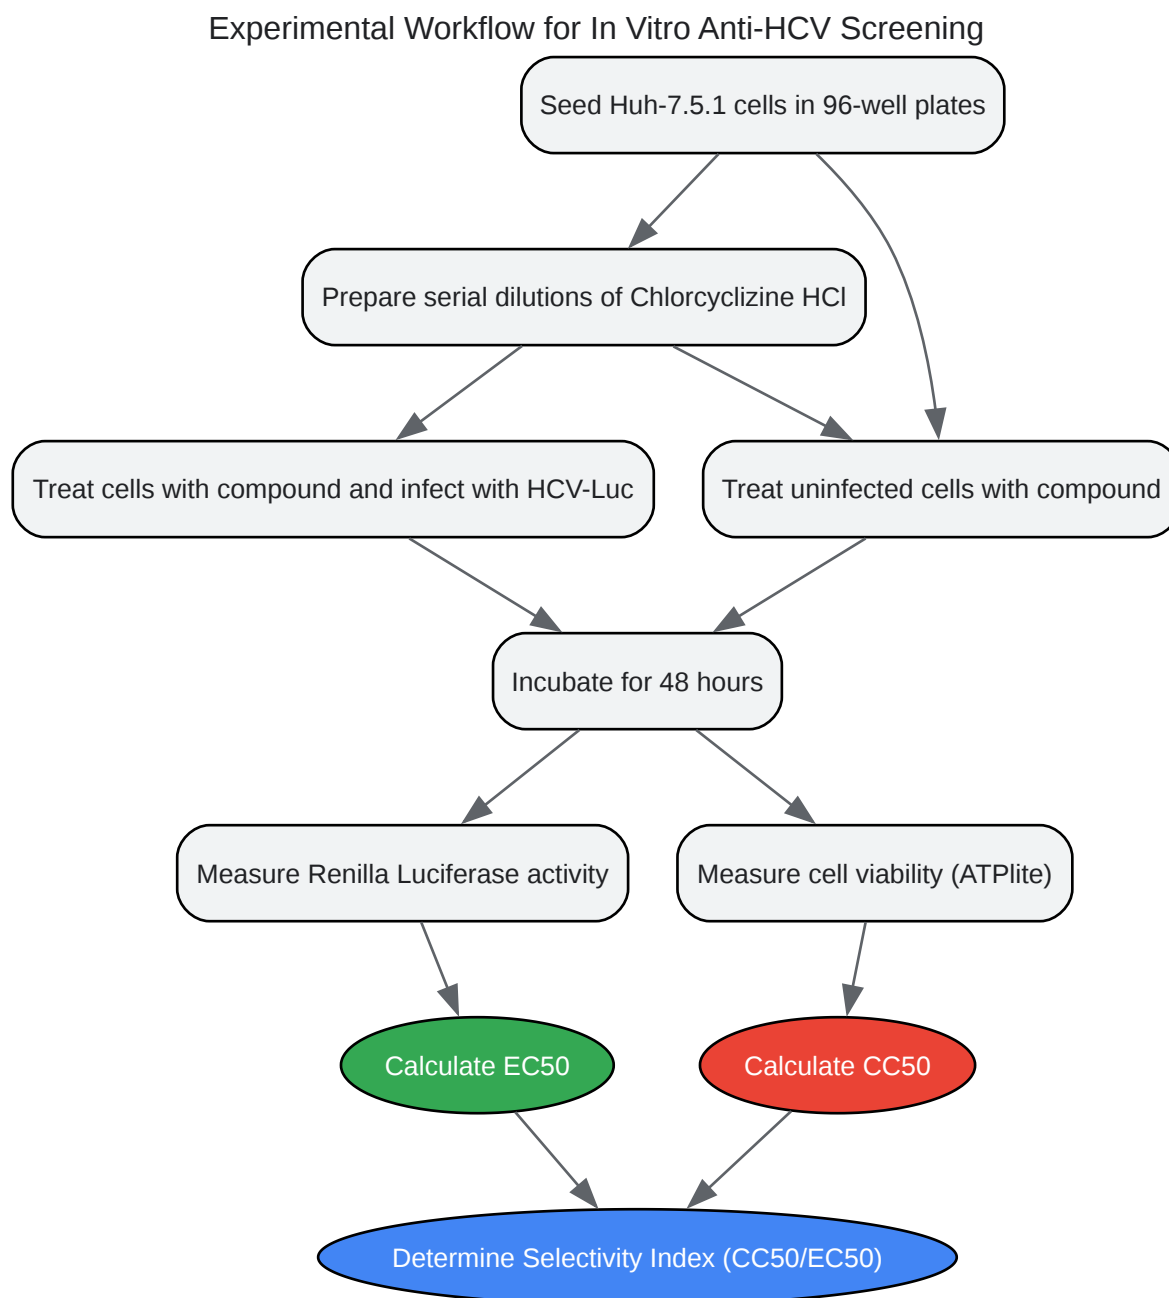 Experimental Workflow for In Vitro Anti-HCV Screening
Seed Huh-7.5.1 cells in 96-well plates
Prepare serial dilutions of Chlorcyclizine HCl
Treat cells with compound and infect with HCV-Luc
Treat uninfected cells with compound
Incubate for 48 hours
Measure Renilla Luciferase activity
Measure cell viability (ATPlite)
Calculate EC50
Calculate CC50
Determine Selectivity Index (CC50/EC50)